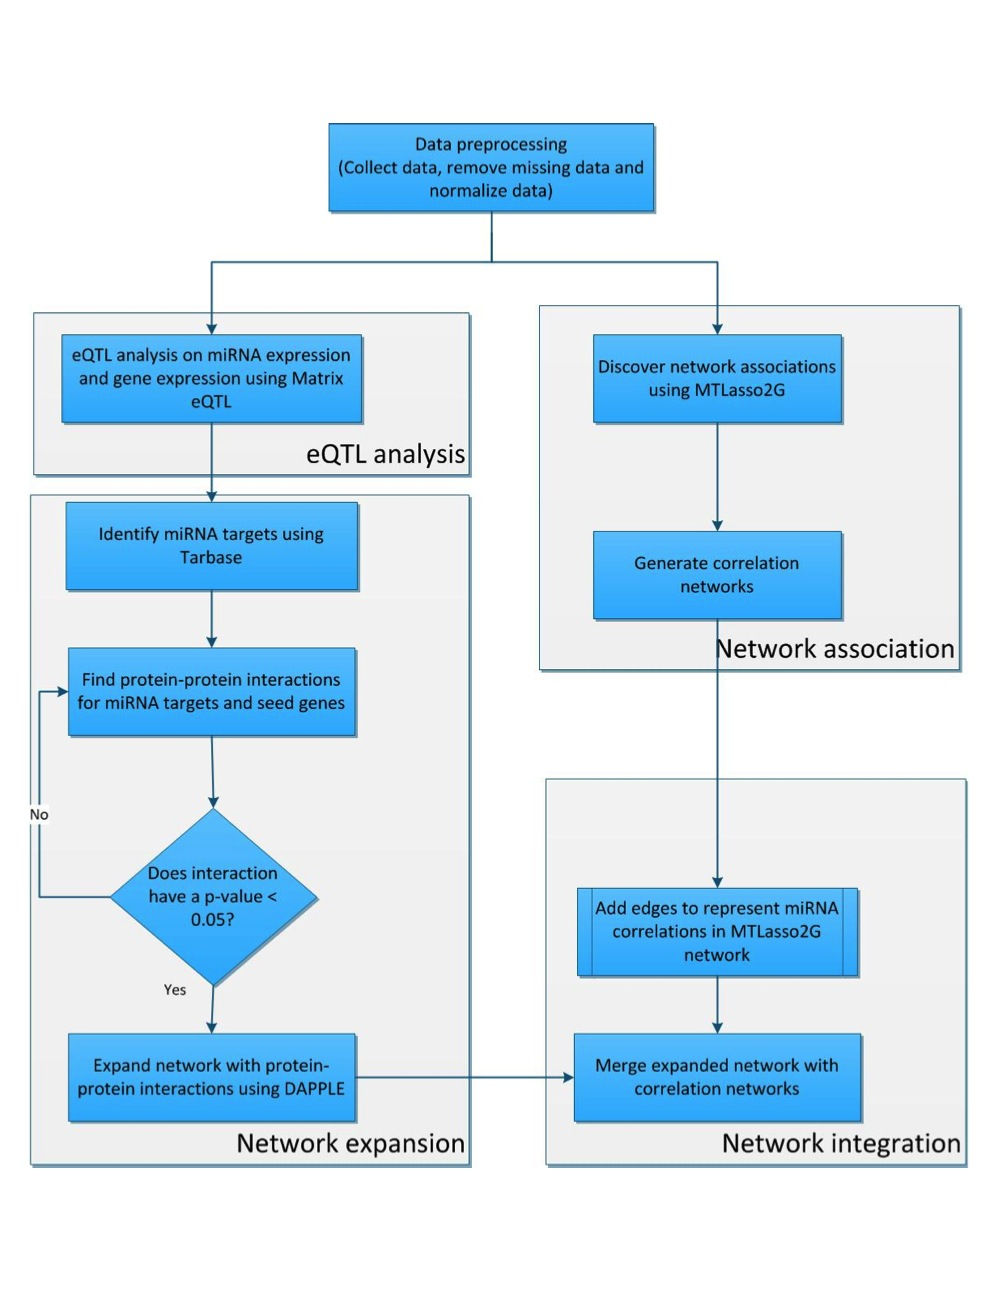 Data preprocessing
(Collect data, remove missing data and
normalize data)
eQTL analysis on miRNA expression
and gene expression using Matrix
eQTL
eQTL analysis
Identify miRNA targets using
Tarbase
Find protein-protein interactions
for miRNA targets and seed genes
No
Does interaction
have a p-value <
0.05?
Yes
Expand network with protein-
protein interactions using DAPPLE
Network expansion
Discover network associations
using MTLasso2G
Generate correlation
networks
Network association
Add edges to represent miRNA
correlations in MTLasso2G
network
Merge expanded network with
correlation networks
Network integration